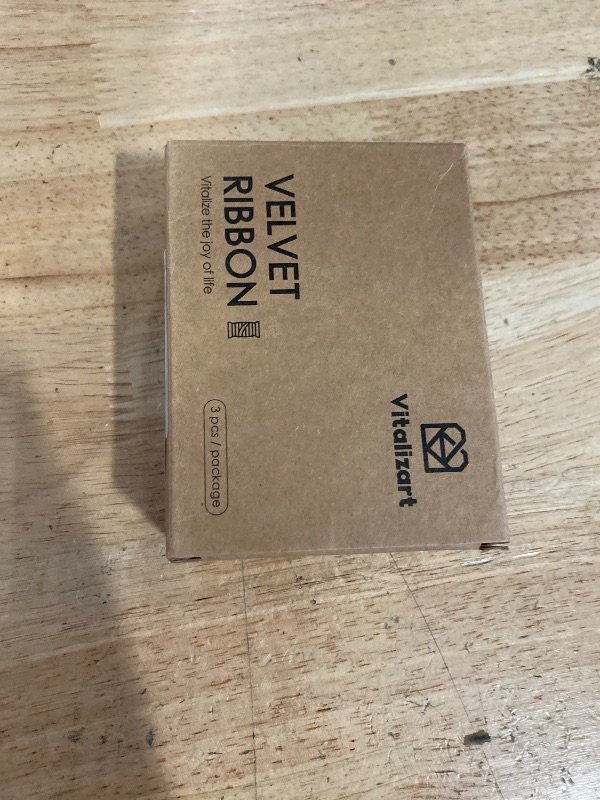 Vitalizart
VELVET
RIBBON
Vitalize the joy of life
3 pcs / package